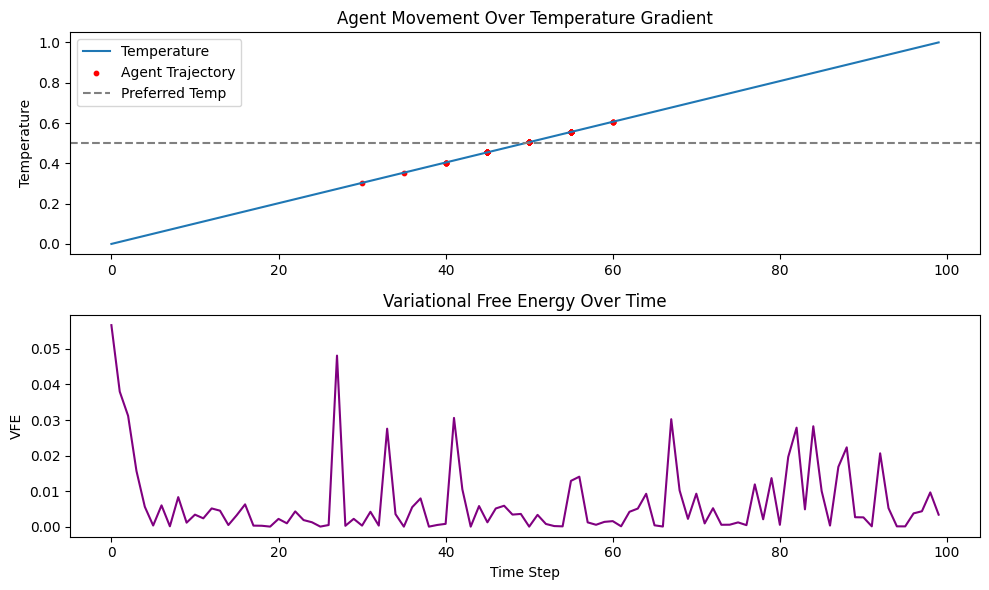 Agent Movement Over Temperature Gradient
Temperature
Agent Trajectory
Preferred Temp
Temperature
1.0
0.8
0.6
0.4
0.2
0.0
0 20 40 60 80 100
Variational Free Energy Over Time
VFE
0.05
0.04
0.03
0.02
0.01
0.00
0 20 40 60 80 100
Time Step